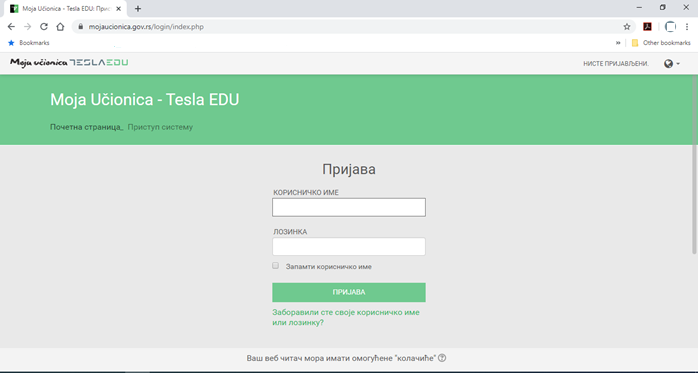 Moja Učionica - Tesla EDU: При
mojaucionica.gov.rs/login/index.php
Bookmarks
Other bookmarks
Moja učionica TESLAEDU
НИСТЕ ПРИЈАВЉЕНИ.
Moja Učionica - Tesla EDU
Почетна страница Приступ систему
Пријава
КОРИСНИЧКО ИМЕ
ЛОЗИНКА
Запамти корисничко име
ПРИЈАВА
Заборавили сте своје корисничко име
или лозинку?
Ваш веб читач мора имати омогућене "колачиће"